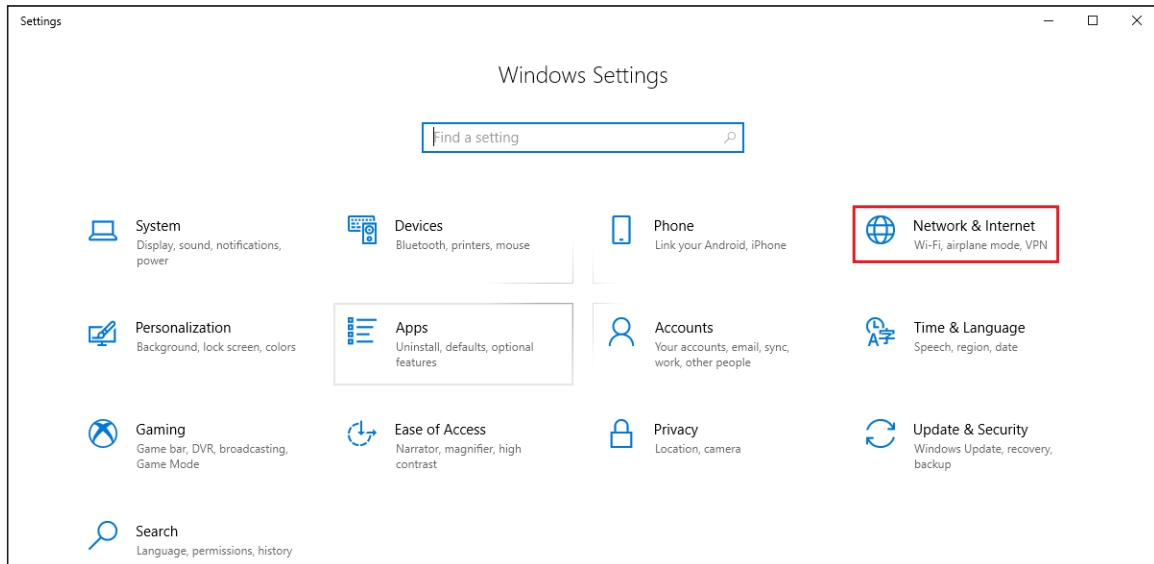 Settings
Windows Settings
Find a setting
System
Display, sound, notifications,
power
Devices
Bluetooth, printers, mouse
Phone
Link your Android, iPhone
Network & Internet
Wi-Fi, airplane mode, VPN
Personalization
Background, lock screen, colors
Apps
Uninstall, defaults, optional
features
Accounts
Your accounts, email, sync,
work, other people
Time & Language
Speech, region, date
Gaming
Game bar, DVR, broadcasting,
Game Mode
Ease of Access
Narrator, magnifier, high
contrast
Privacy
Location, camera
Update & Security
Windows Update, recovery,
backup
Search
Language, permissions, history